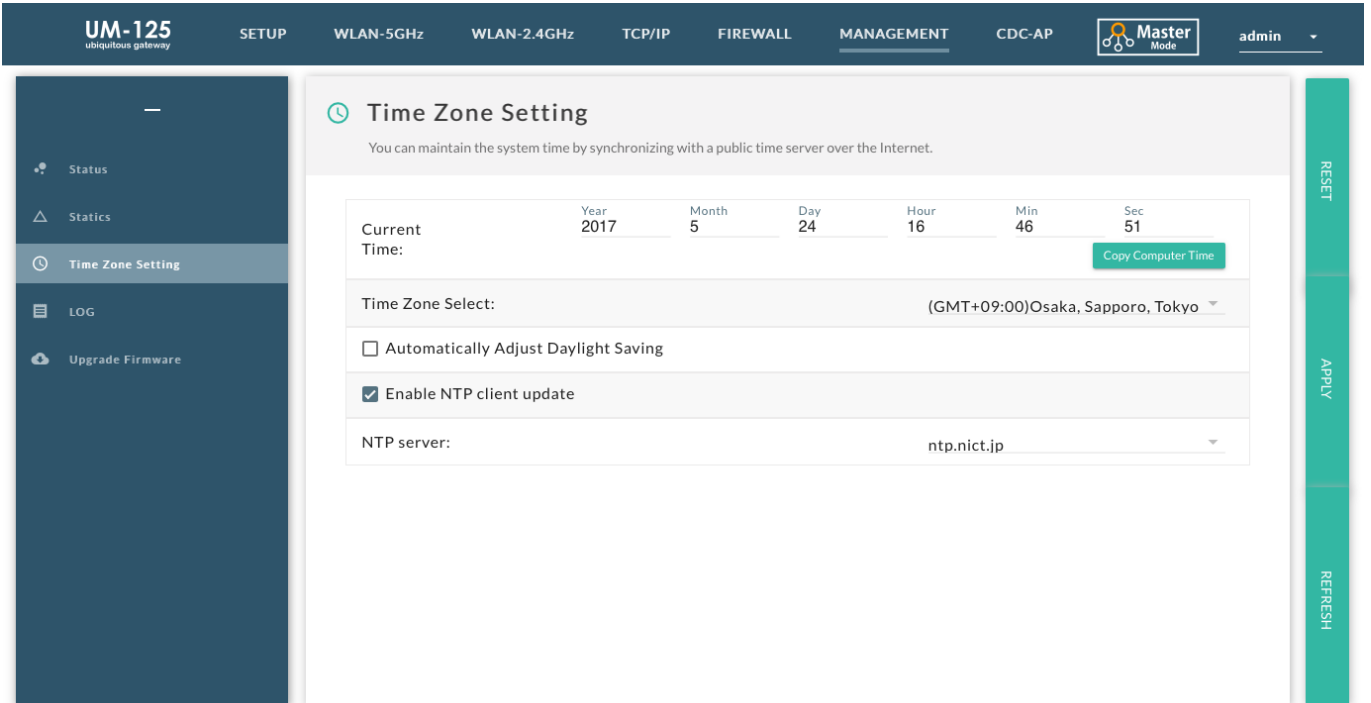 UM-125
ubiquitous gateway
SETUP WLAN-5GHz WLAN-2.4GHz TCP/IP FIREWALL MANAGEMENT CDC-AP
Master
Mode
admin
Status
Statics
Time Zone Setting
LOG
Upgrade Firmware
Time Zone Setting
You can maintain the system time by synchronizing with a public time server over the Internet.
Current
Time:
Year Month Day Hour Min Sec
2017 5 24 16 46 51
Copy Computer Time
Time Zone Select: (GMT+09:00)Osaka, Sapporo, Tokyo
Automatically Adjust Daylight Saving
Enable NTP client update
NTP server: ntp.nict.jp
RESET
APPLY
REFRESH